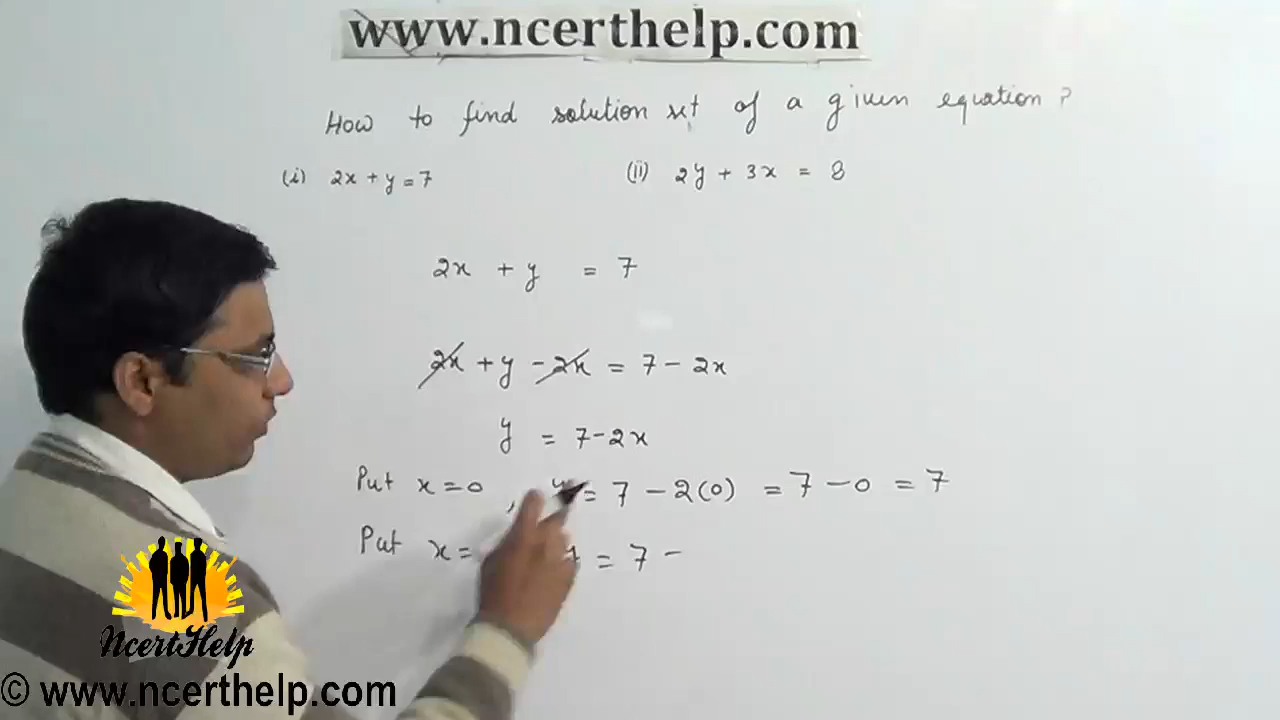 www.ncerthelp.com
How to find solution set of a given equation?
(i) 2x + y = 7 (ii) 2y + 3x = 8
2x + y = 7
2x + y - 2x = 7 - 2x
y = 7 - 2x
Put x = 0, y = 7 - 2(0) = 7 - 0 = 7
Put x = = 7 -
NcertHelp
© www.ncerthelp.com